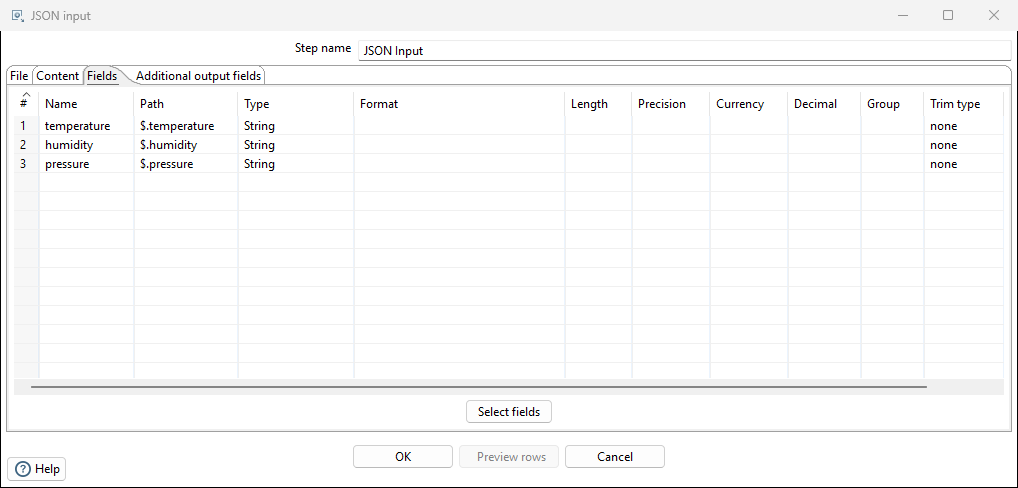 JSON input
Step name JSON Input
File Content Fields Additional output fields
# Name Path Type Format Length Precision Currency Decimal Group Trim type
1 temperature $.temperature String none
2 humidity $.humidity String none
3 pressure $.pressure String none
Select fields
OK Preview rows Cancel
? Help